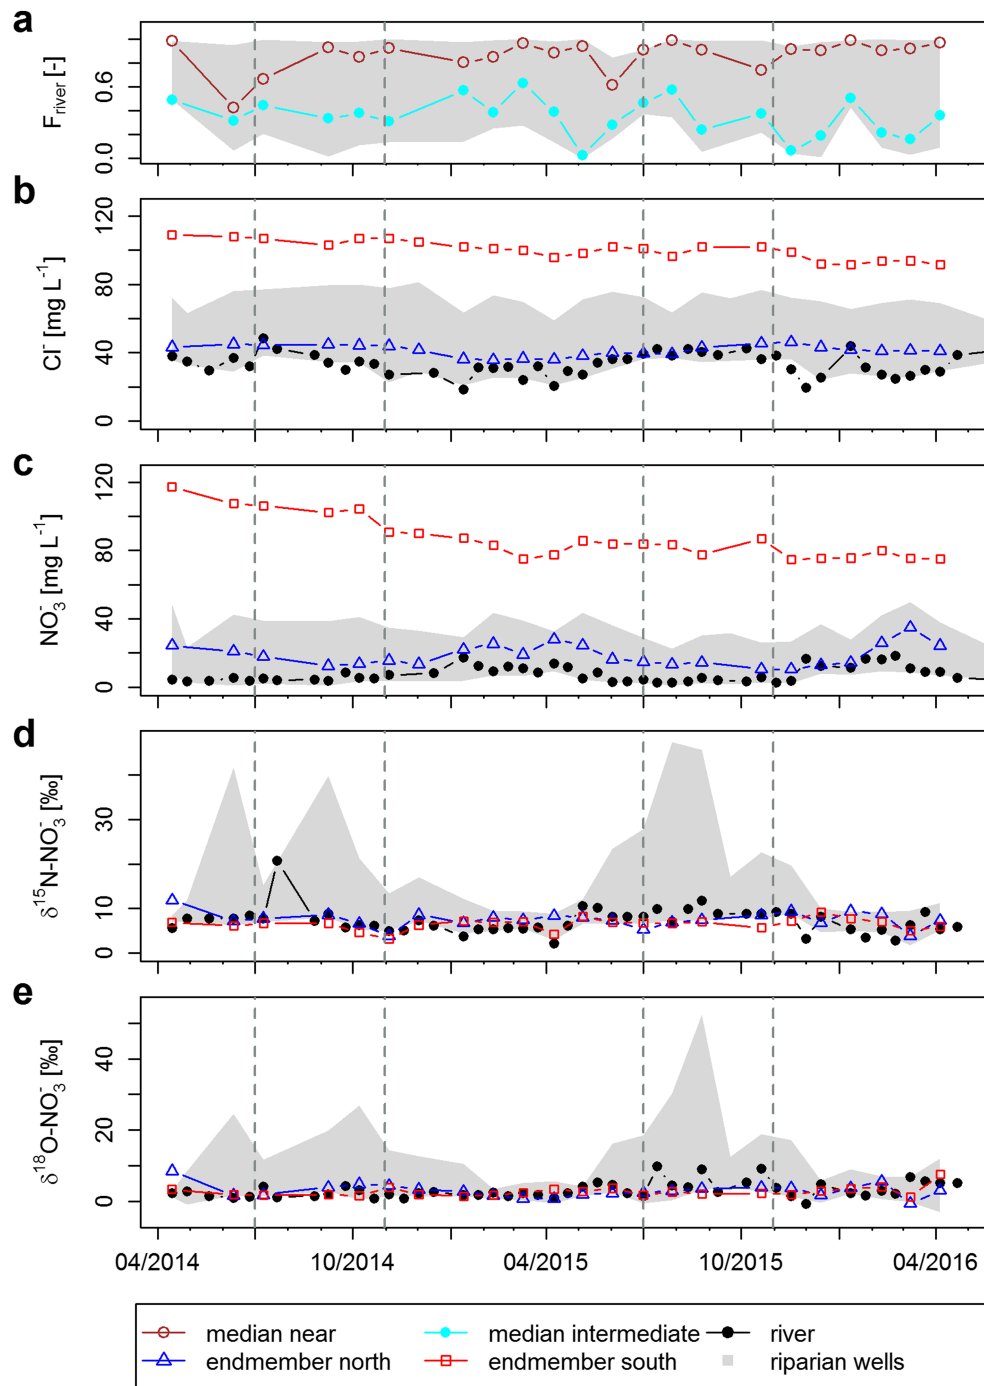 a
F_river [-]
0.6
0.0
b
Cl⁻ [mg L⁻¹]
120
80
40
0
c
NO₃⁻ [mg L⁻¹]
120
80
40
0
d
δ¹⁵N-NO₃⁻ [‰]
30
10
0
e
δ¹⁸O-NO₃⁻ [‰]
40
20
0
04/2014 10/2014 04/2015 10/2015 04/2016
median near median intermediate river
endmember north endmember south riparian wells